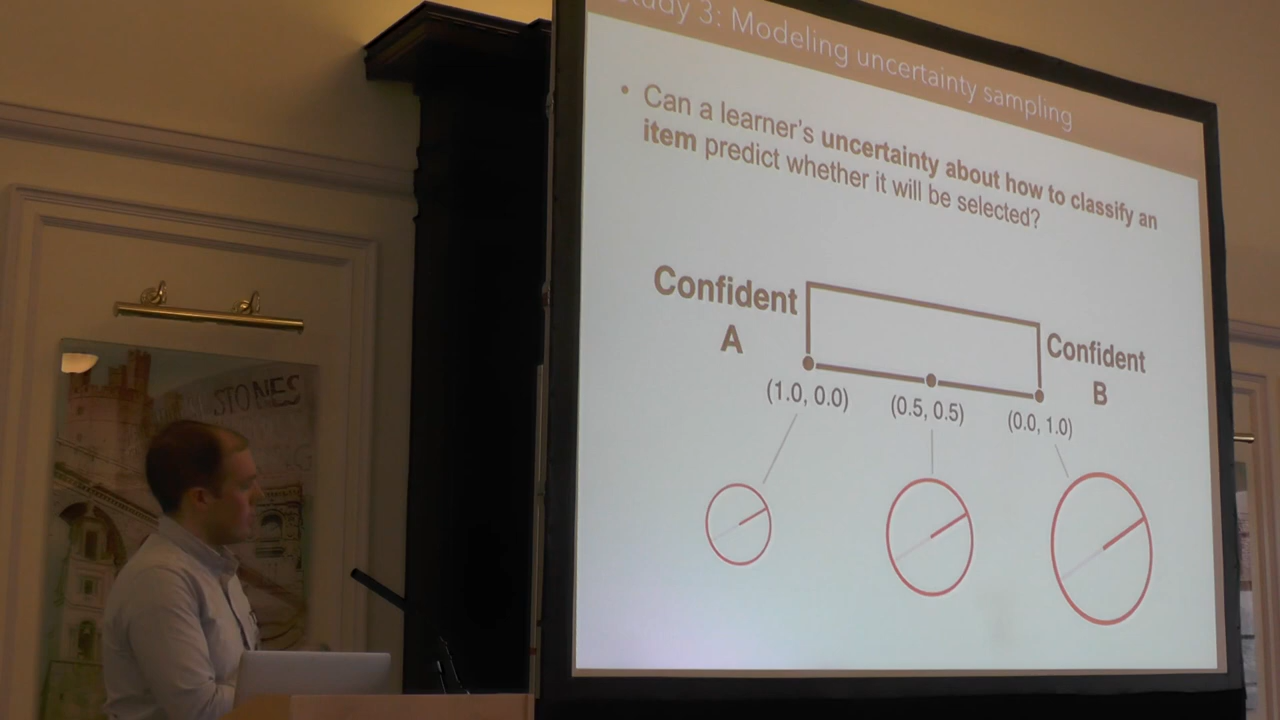 Study 3: Modeling uncertainty sampling
• Can a learner's uncertainty about how to classify an
item predict whether it will be selected?
Confident
A
Confident
B
(1.0, 0.0)
(0.5, 0.5)
(0.0, 1.0)
STONES